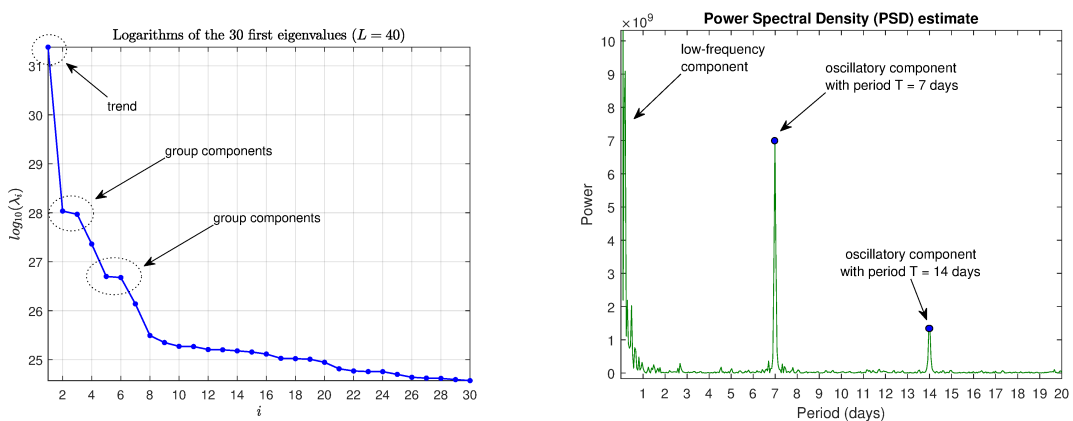 Logarithms of the 30 first eigenvalues (L = 40)
31
30
29
28
27
26
25
log₁₀(λᵢ)
trend
group components
group components
2 4 6 8 10 12 14 16 18 20 22 24 26 28 30
i
Power Spectral Density (PSD) estimate
×10⁹
10
9
8
7
6
5
4
3
2
1
0
Power
low-frequency
component
oscillatory component
with period T = 7 days
oscillatory component
with period T = 14 days
1 2 3 4 5 6 7 8 9 10 11 12 13 14 15 16 17 18 19 20
Period (days)